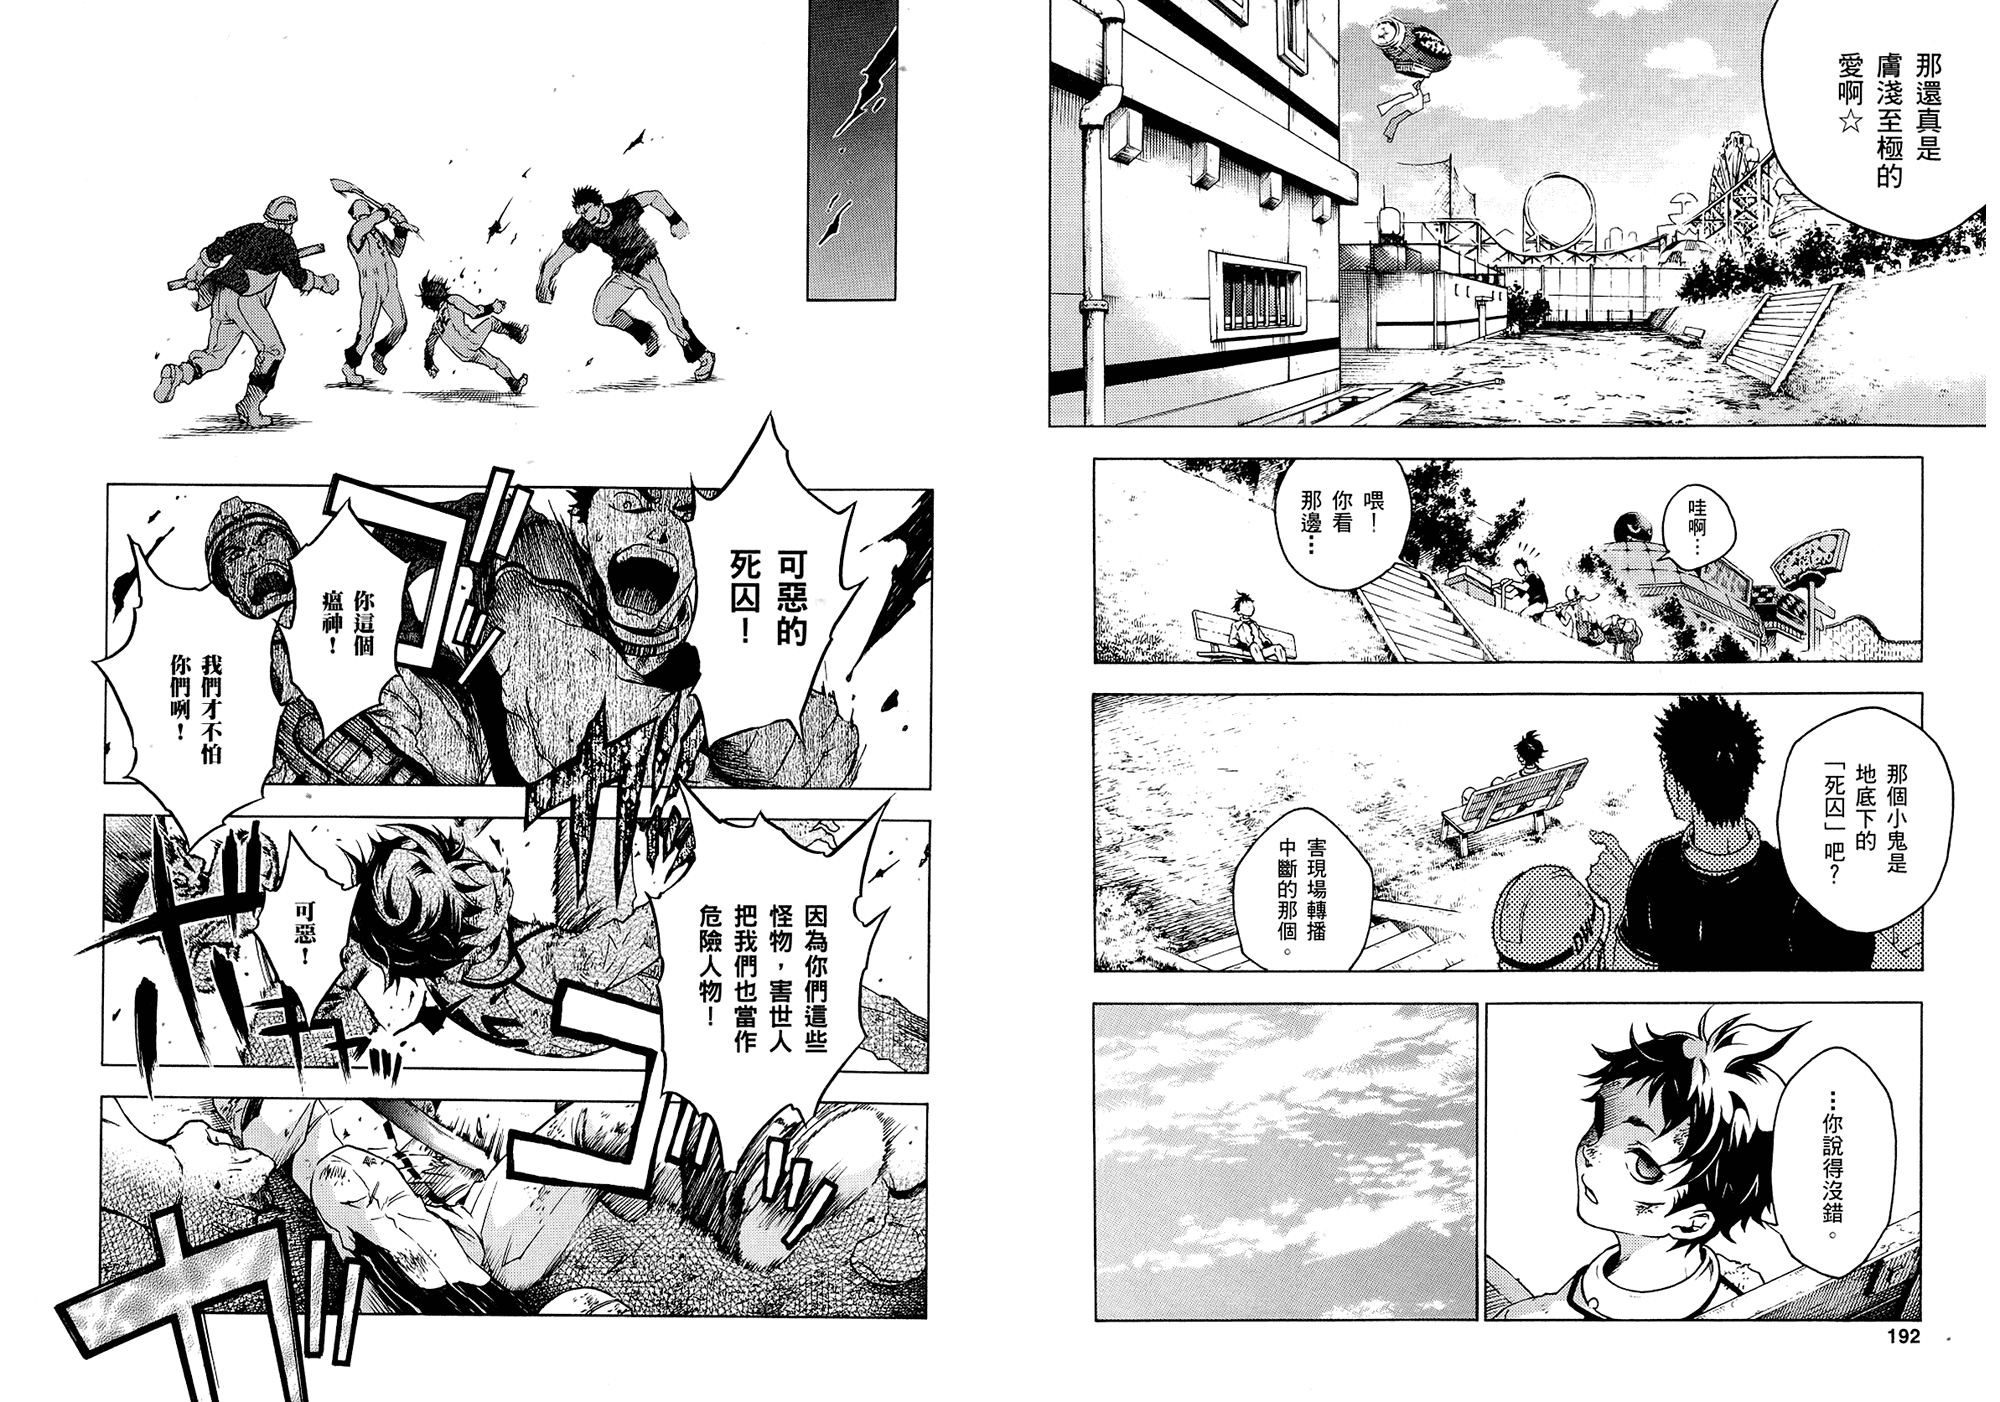 那還真是
膚淺至極的
愛啊☆
哇啊…
喂！
你看
那邊…
那個小鬼是
地底下的
「死囚」吧？
害現場轉播
中斷的那個。
…你說得沒錯。
192
可惡的
死囚！
你這個
瘟神！
我們才不怕
你們咧！
因為你們這些
怪物，害世人
把我們也當作
危險人物！
可惡！